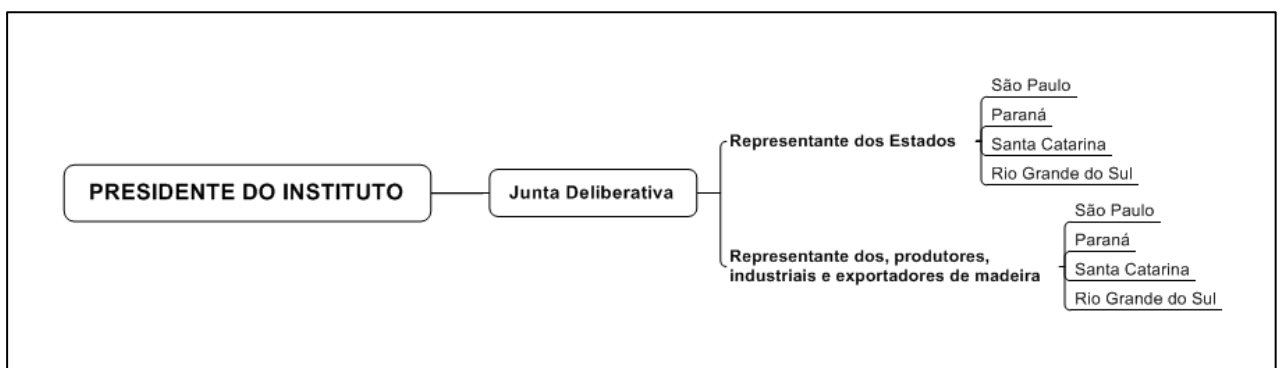 PRESIDENTE DO INSTITUTO
Junta Deliberativa
Representante dos Estados
São Paulo
Paraná
Santa Catarina
Rio Grande do Sul
Representante dos, produtores,
industriais e exportadores de madeira
São Paulo
Paraná
Santa Catarina
Rio Grande do Sul